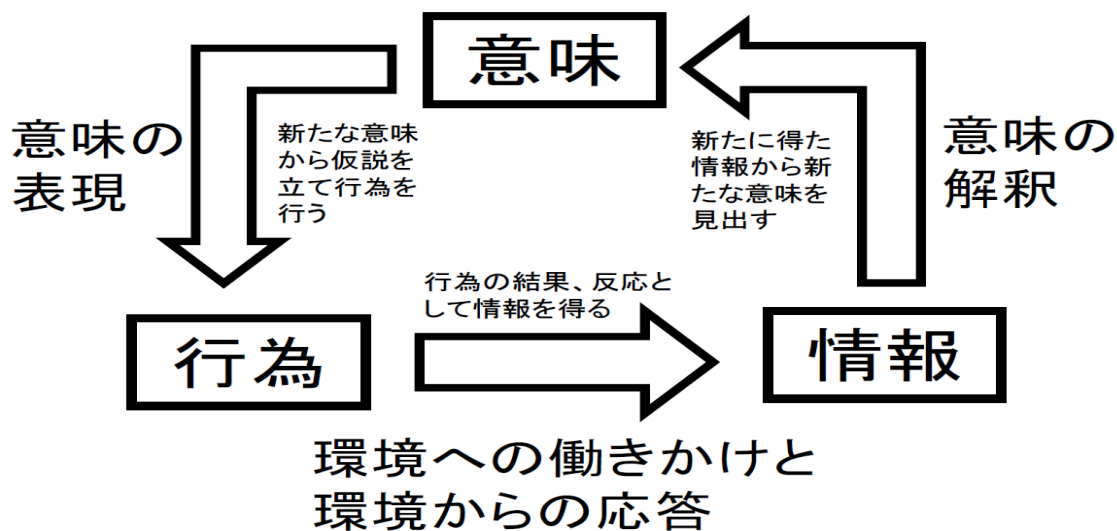 意味
意味の
表現
新たな意味
から仮説を
立て行為を
行う
新たに得た
情報から新
たな意味を
見出す
意味の
解釈
行為の結果、反応と
して情報を得る
行為
情報
環境への働きかけと
環境からの応答